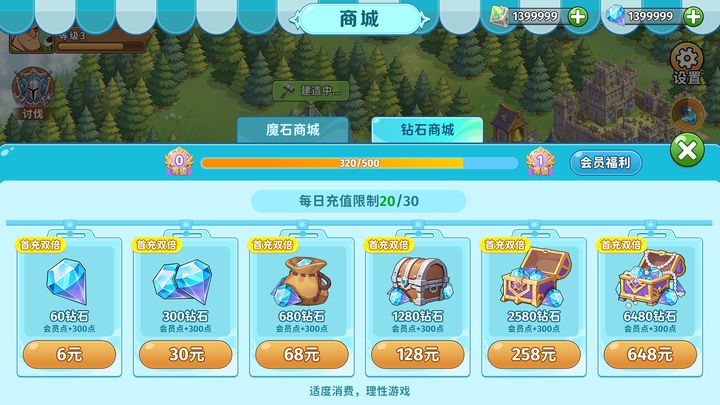 等级3
商城
1399999
1399999
设置
讨伐
建造中...
魔石商城
钻石商城
0
等级
320/500
1
等级
会员福利
每日充值限制20/30
首充双倍
60钻石
会员点+300点
6元
首充双倍
300钻石
会员点+300点
30元
首充双倍
680钻石
会员点+300点
68元
首充双倍
1280钻石
会员点+300点
128元
首充双倍
2580钻石
会员点+300点
258元
首充双倍
6480钻石
会员点+300点
648元
适度消费，理性游戏